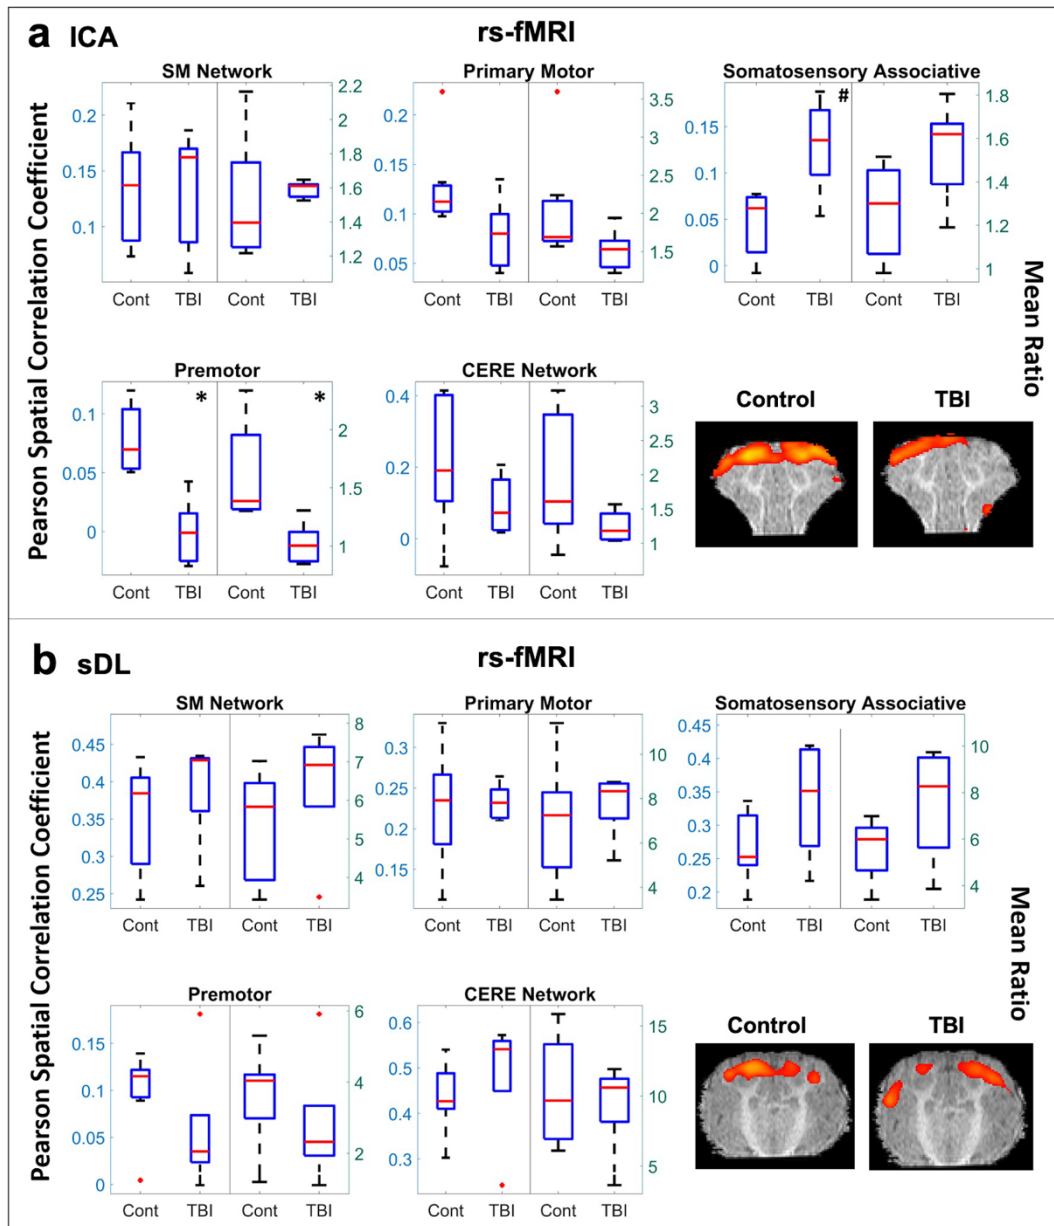 a ICA
rs-fMRI
Pearson Spatial Correlation Coefficient
Mean Ratio
SM Network
0.2
0.15
0.1
2.2
2
1.8
1.6
1.4
1.2
Cont TBI Cont TBI
Primary Motor
0.2
0.15
0.1
0.05
3.5
3
2.5
2
1.5
Cont TBI Cont TBI
Somatosensory Associative
#
0.15
0.1
0.05
0
1.8
1.6
1.4
1.2
1
Cont TBI Cont TBI
Premotor
* *
0.1
0.05
0
2
1.5
1
Cont TBI Cont TBI
CERE Network
0.4
0.2
0
3
2.5
2
1.5
1
Cont TBI Cont TBI
Control TBI
b sDL
rs-fMRI
Pearson Spatial Correlation Coefficient
Mean Ratio
SM Network
0.45
0.4
0.35
0.3
0.25
8
7
6
5
4
Cont TBI Cont TBI
Primary Motor
0.3
0.25
0.2
0.15
10
8
6
4
Cont TBI Cont TBI
Somatosensory Associative
0.45
0.4
0.35
0.3
0.25
0.2
10
8
6
4
Cont TBI Cont TBI
Premotor
0.15
0.1
0.05
0
6
4
2
Cont TBI Cont TBI
CERE Network
0.6
0.5
0.4
0.3
15
10
5
Cont TBI Cont TBI
Control TBI